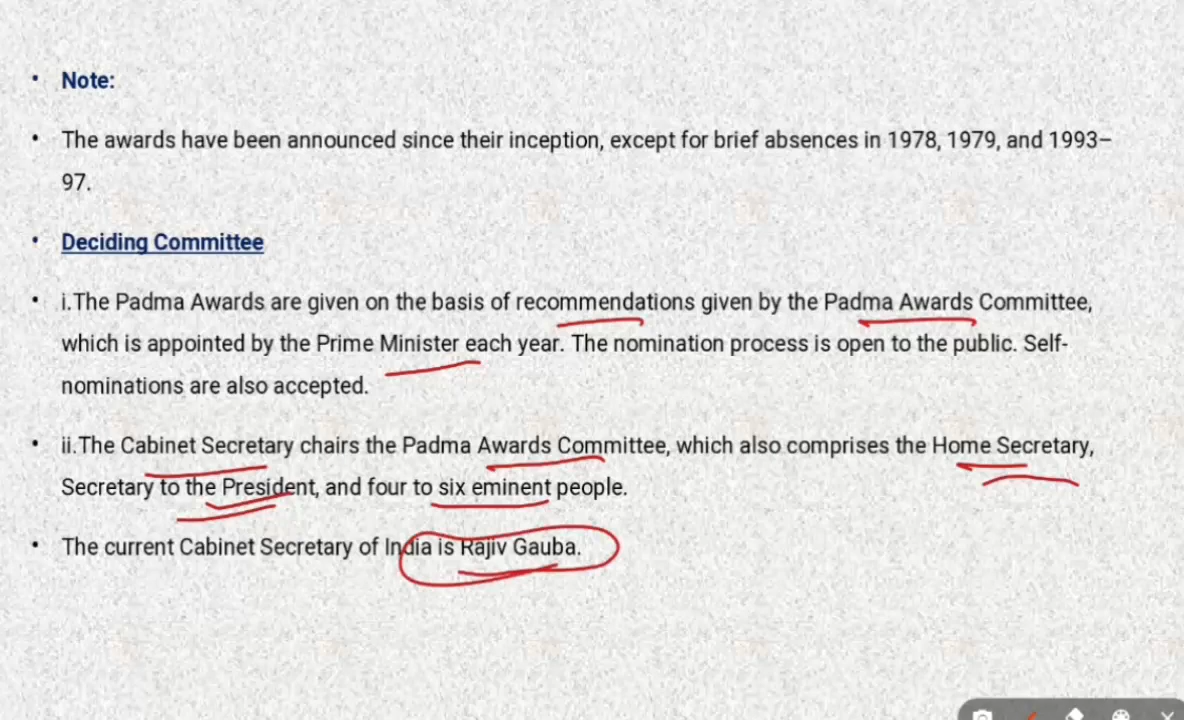 • Note:
• The awards have been announced since their inception, except for brief absences in 1978, 1979, and 1993–
97.
• Deciding Committee
• i.The Padma Awards are given on the basis of recommendations given by the Padma Awards Committee,
which is appointed by the Prime Minister each year. The nomination process is open to the public. Self-
nominations are also accepted.
• ii.The Cabinet Secretary chairs the Padma Awards Committee, which also comprises the Home Secretary,
Secretary to the President, and four to six eminent people.
• The current Cabinet Secretary of India is Rajiv Gauba.